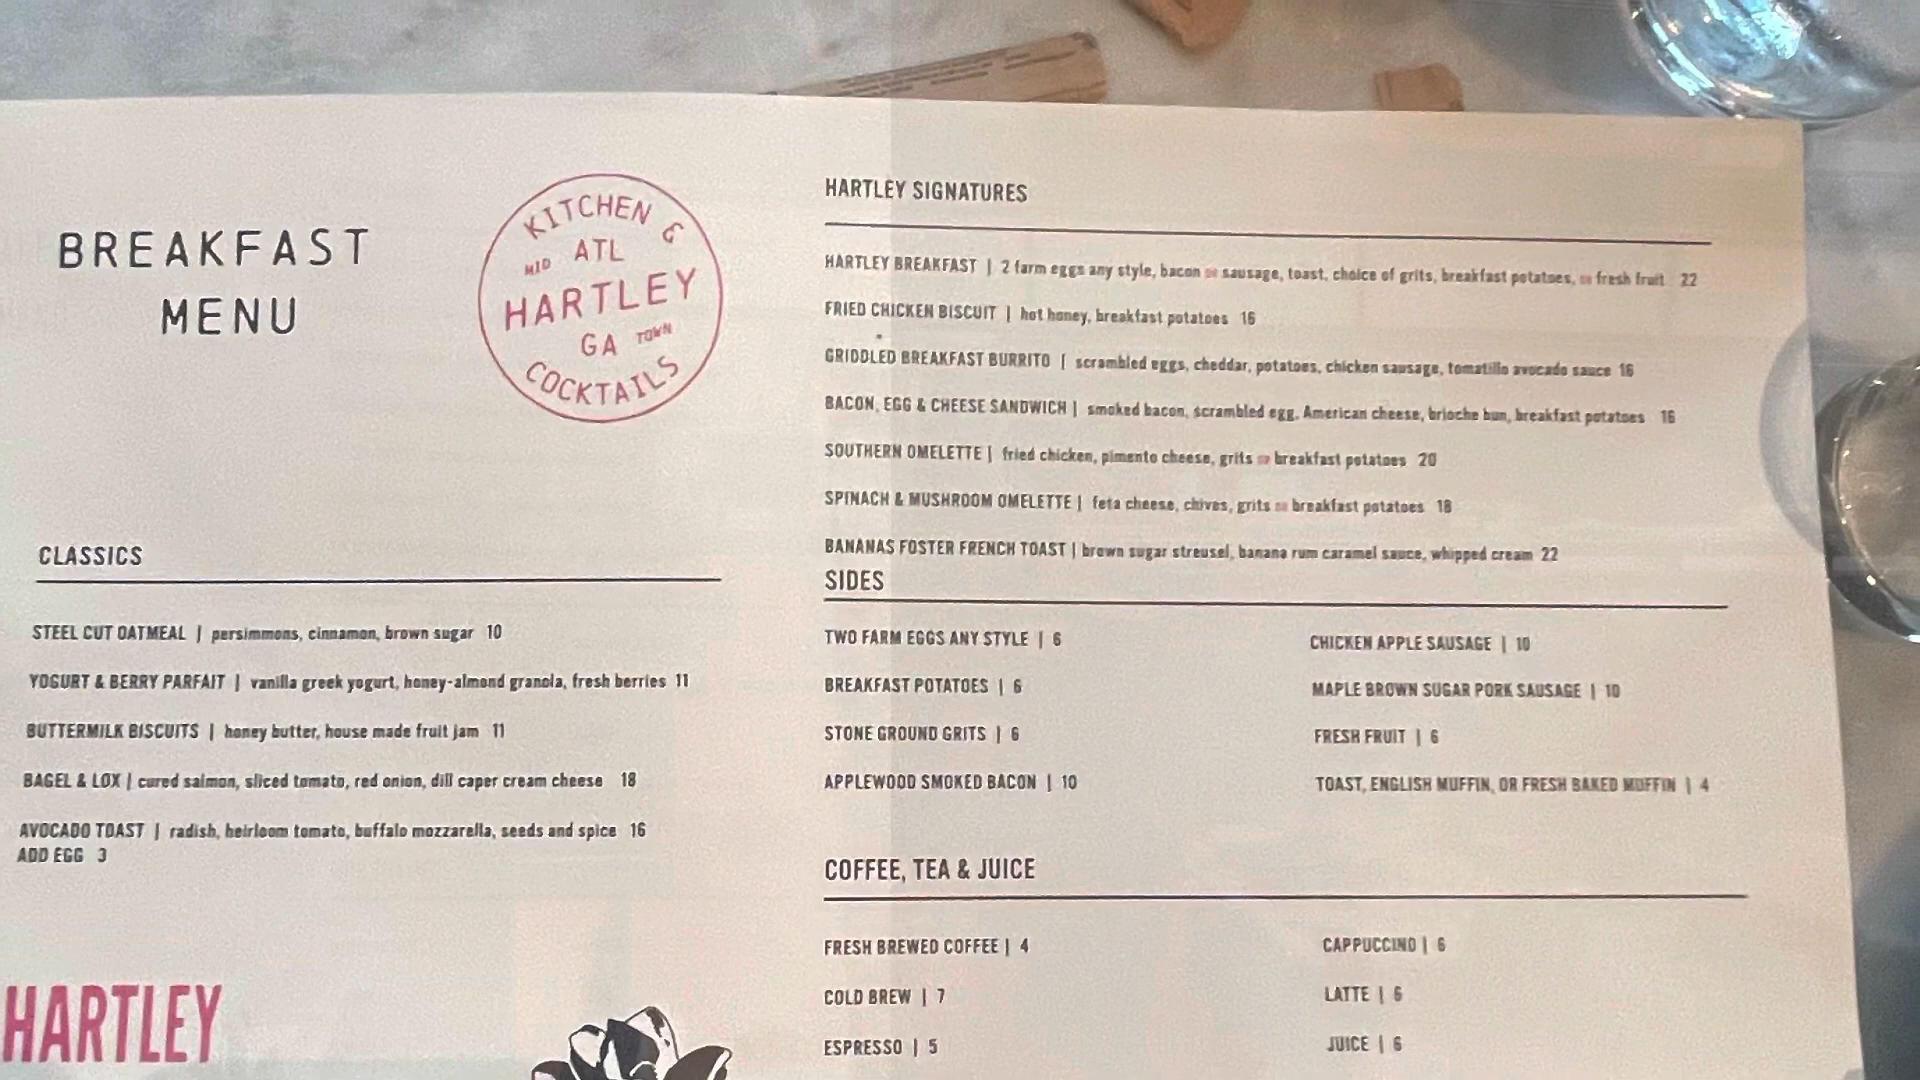 BREAKFAST
MENU
KITCHEN &
MID ATL
HARTLEY
GA TOWN
COCKTAILS
CLASSICS
STEEL CUT OATMEAL | persimmons, cinnamon, brown sugar 10
YOGURT & BERRY PARFAIT | vanilla greek yogurt, honey-almond granola, fresh berries 11
BUTTERMILK BISCUITS | honey butter, house made fruit jam 11
BAGEL & LOX | cured salmon, sliced tomato, red onion, dill caper cream cheese 18
AVOCADO TOAST | radish, heirloom tomato, buffalo mozzarella, seeds and spice 16
ADD EGG 3
HARTLEY
HARTLEY SIGNATURES
HARTLEY BREAKFAST | 2 farm eggs any style, bacon or sausage, toast, choice of grits, breakfast potatoes, or fresh fruit 22
FRIED CHICKEN BISCUIT | hot honey, breakfast potatoes 16
GRIDDLED BREAKFAST BURRITO | scrambled eggs, cheddar, potatoes, chicken sausage, tomatillo avocado sauce 16
BACON, EGG & CHEESE SANDWICH | smoked bacon, scrambled egg, American cheese, brioche bun, breakfast potatoes 16
SOUTHERN OMELETTE | fried chicken, pimento cheese, grits or breakfast potatoes 20
SPINACH & MUSHROOM OMELETTE | feta cheese, chives, grits or breakfast potatoes 18
BANANAS FOSTER FRENCH TOAST | brown sugar streusel, banana rum caramel sauce, whipped cream 22
SIDES
TWO FARM EGGS ANY STYLE | 6
BREAKFAST POTATOES | 6
STONE GROUND GRITS | 6
APPLEWOOD SMOKED BACON | 10
CHICKEN APPLE SAUSAGE | 10
MAPLE BROWN SUGAR PORK SAUSAGE | 10
FRESH FRUIT | 6
TOAST, ENGLISH MUFFIN, OR FRESH BAKED MUFFIN | 4
COFFEE, TEA & JUICE
FRESH BREWED COFFEE | 4
COLD BREW | 7
ESPRESSO | 5
CAPPUCCINO | 6
LATTE | 6
JUICE | 6